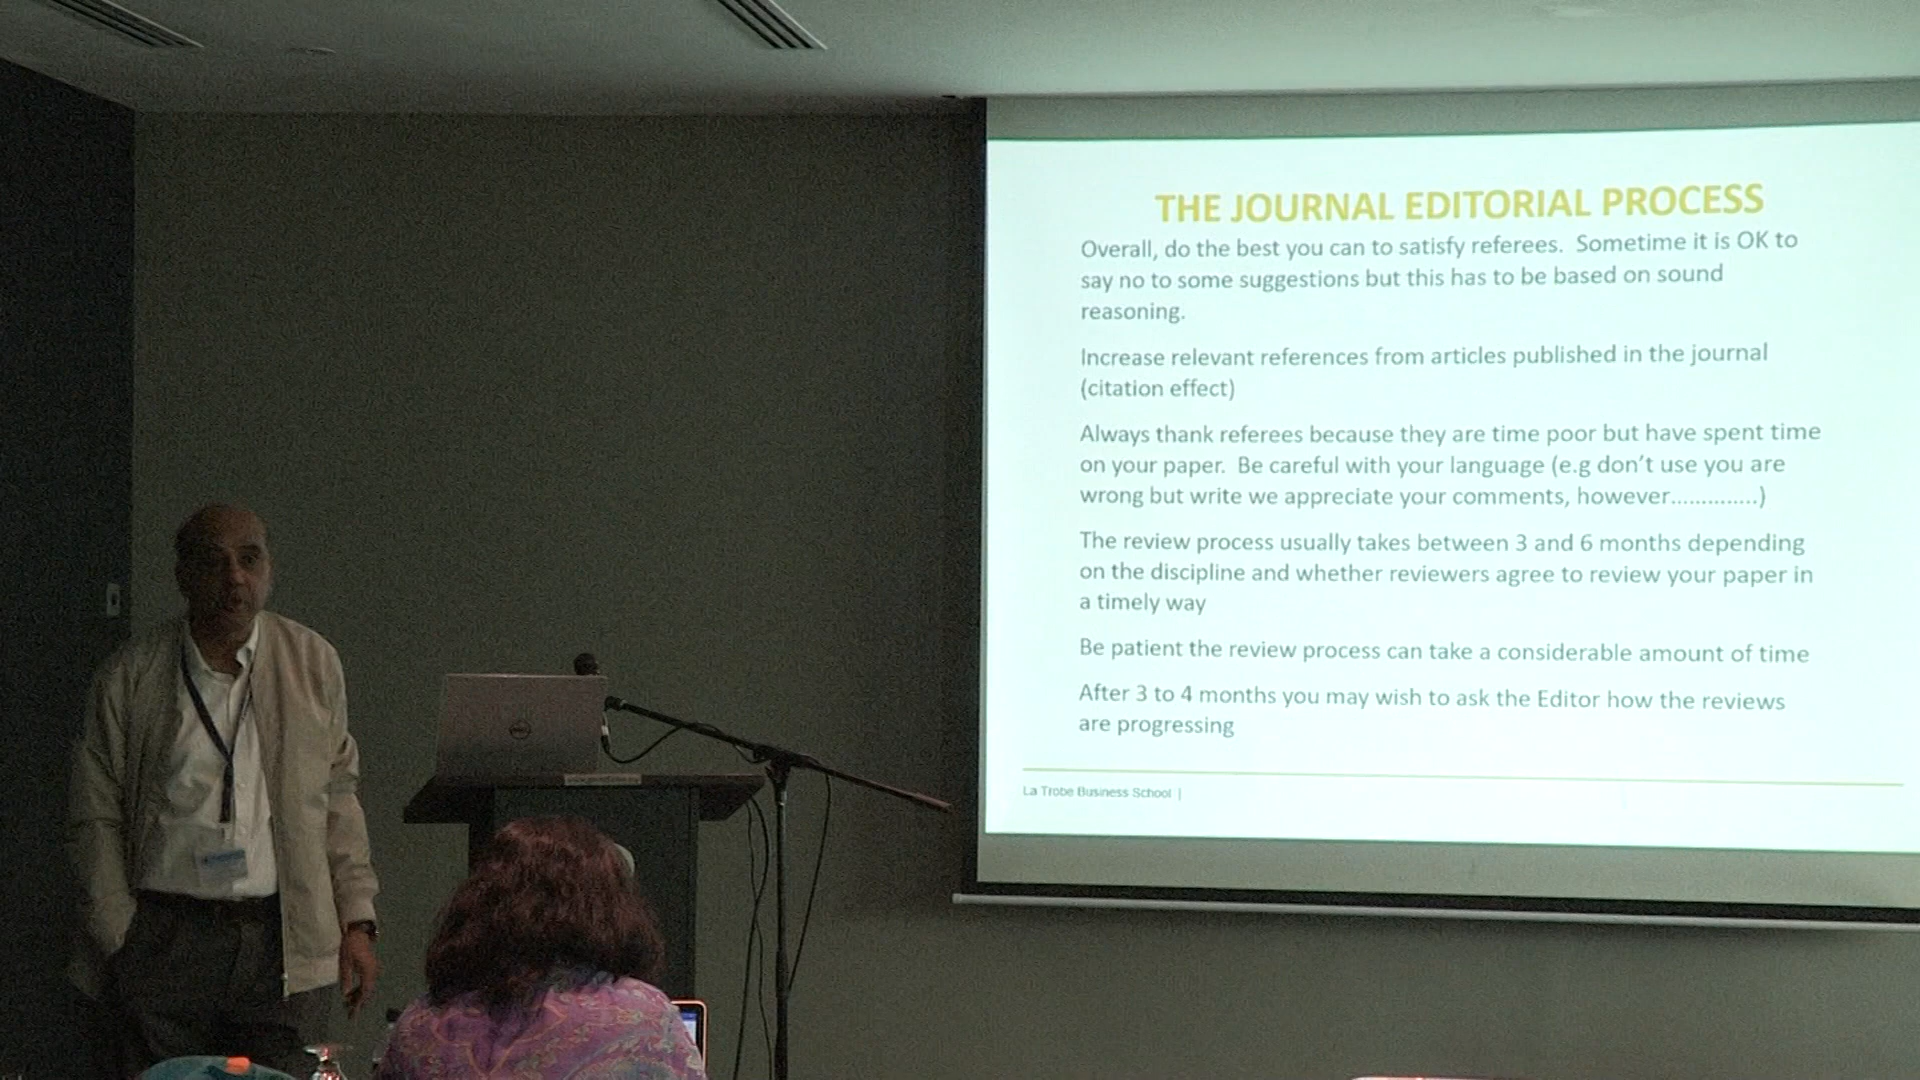 THE JOURNAL EDITORIAL PROCESS
Overall, do the best you can to satisfy referees.  Sometime it is OK to
say no to some suggestions but this has to be based on sound
reasoning.
Increase relevant references from articles published in the journal
(citation effect)
Always thank referees because they are time poor but have spent time
on your paper.  Be careful with your language (e.g don't use you are
wrong but write we appreciate your comments, however..............)
The review process usually takes between 3 and 6 months depending
on the discipline and whether reviewers agree to review your paper in
a timely way
Be patient the review process can take a considerable amount of time
After 3 to 4 months you may wish to ask the Editor how the reviews
are progressing
La Trobe Business School |
DELL